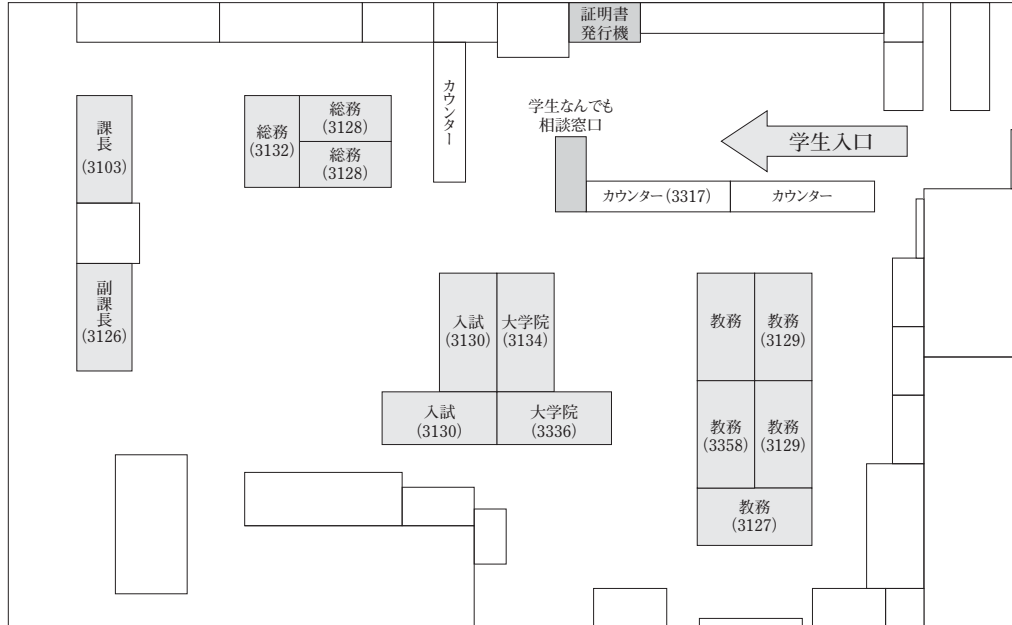 証明書
発行機
カウンター
学生なんでも
相談窓口
学生入口
課長
(3103)
総務
(3132)
総務
(3128)
総務
(3128)
カウンター(3317)
カウンター
副課長
(3126)
入試
(3130)
大学院
(3134)
教務
教務
(3129)
入試
(3130)
大学院
(3336)
教務
(3358)
教務
(3129)
教務
(3127)